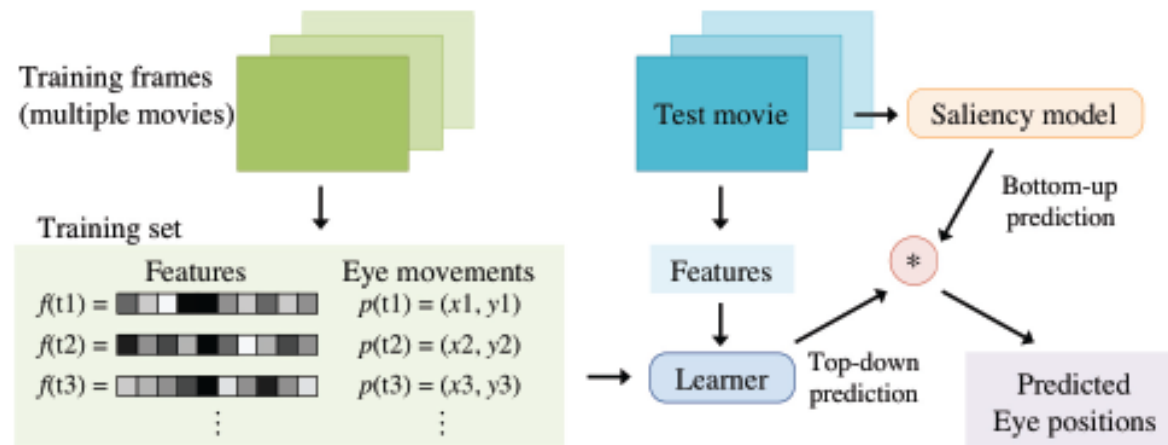 Training frames
(multiple movies)
Test movie
Saliency model
Bottom-up
prediction
Training set
Features
Eye movements
f(t1) =
p(t1) = (x1, y1)
f(t2) =
p(t2) = (x2, y2)
f(t3) =
p(t3) = (x3, y3)
⋮
⋮
Features
*
Learner
Top-down
prediction
Predicted
Eye positions